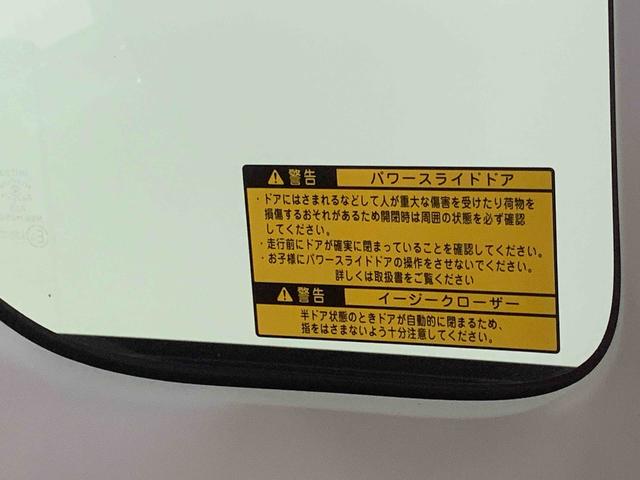 警告 パワースライドドア
・ドアにはさまれるなどして人が重大な傷害を受けたり荷物を
損傷するおそれがあるため開閉時は周囲の状態を必ず確認
してください。
・走行前にドアが確実に閉まっていることを確認してください。
・お子様にパワースライドドアの操作をさせないでください。
詳しくは取扱書をご覧ください
警告 イージークローザー
半ドア状態のときドアが自動的に閉まるため、
指をはさまないよう十分注意してください。